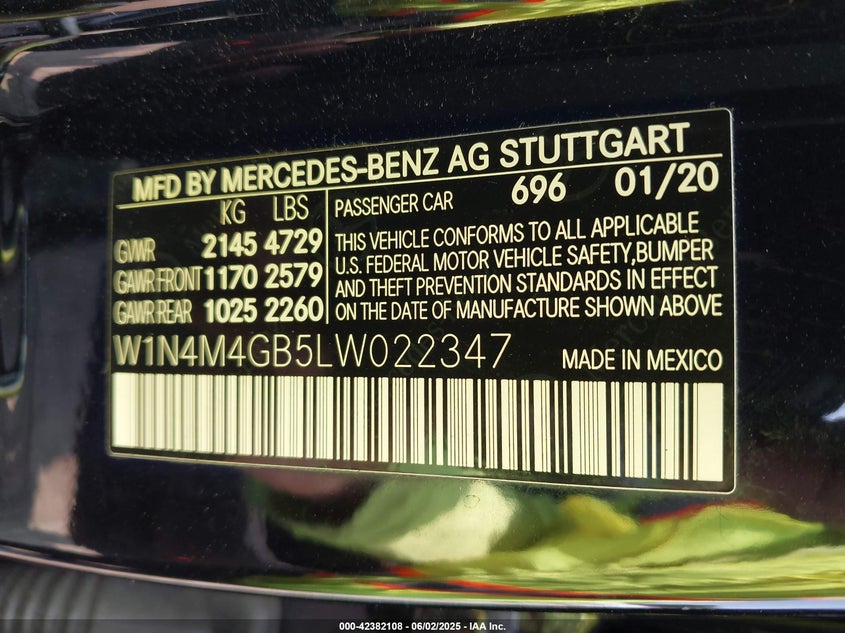 MFD BY MERCEDES-BENZ AG STUTTGART
KG LBS
GVWR 2145 4729
GAWR FRONT 1170 2579
GAWR REAR 1025 2260
PASSENGER CAR 696 01/20
THIS VEHICLE CONFORMS TO ALL APPLICABLE
U.S. FEDERAL MOTOR VEHICLE SAFETY,BUMPER
AND THEFT PREVENTION STANDARDS IN EFFECT
ON THE DATE OF MANUFACTURE SHOWN ABOVE
W1N4M4GB5LW022347 MADE IN MEXICO
000-42382108 - 06/02/2025 - IAA, Inc.